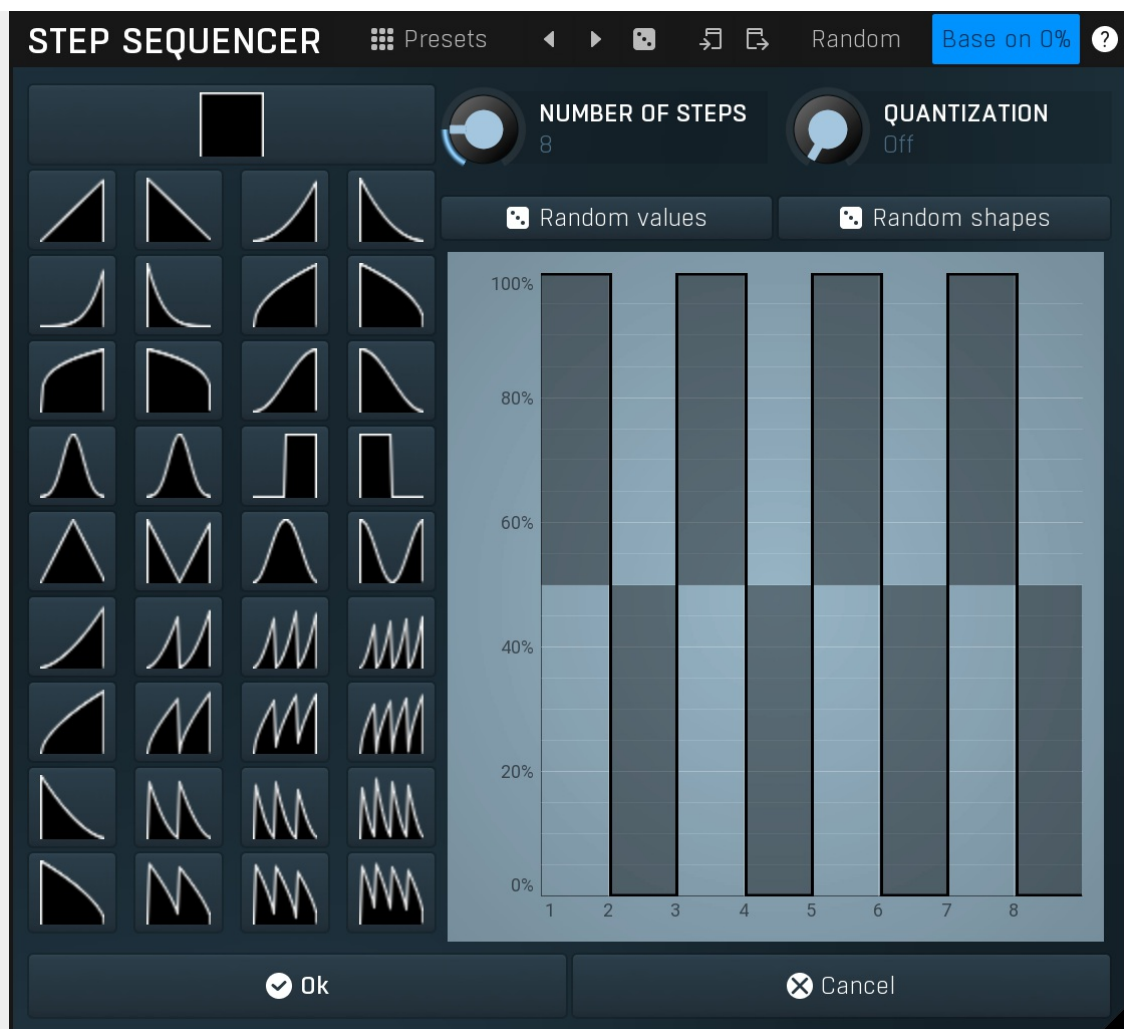 STEP SEQUENCER Presets Random Base on 0% ?
NUMBER OF STEPS QUANTIZATION
8 Off
Random values Random shapes
100%
80%
60%
40%
20%
0%
1 2 3 4 5 6 7 8
Ok Cancel